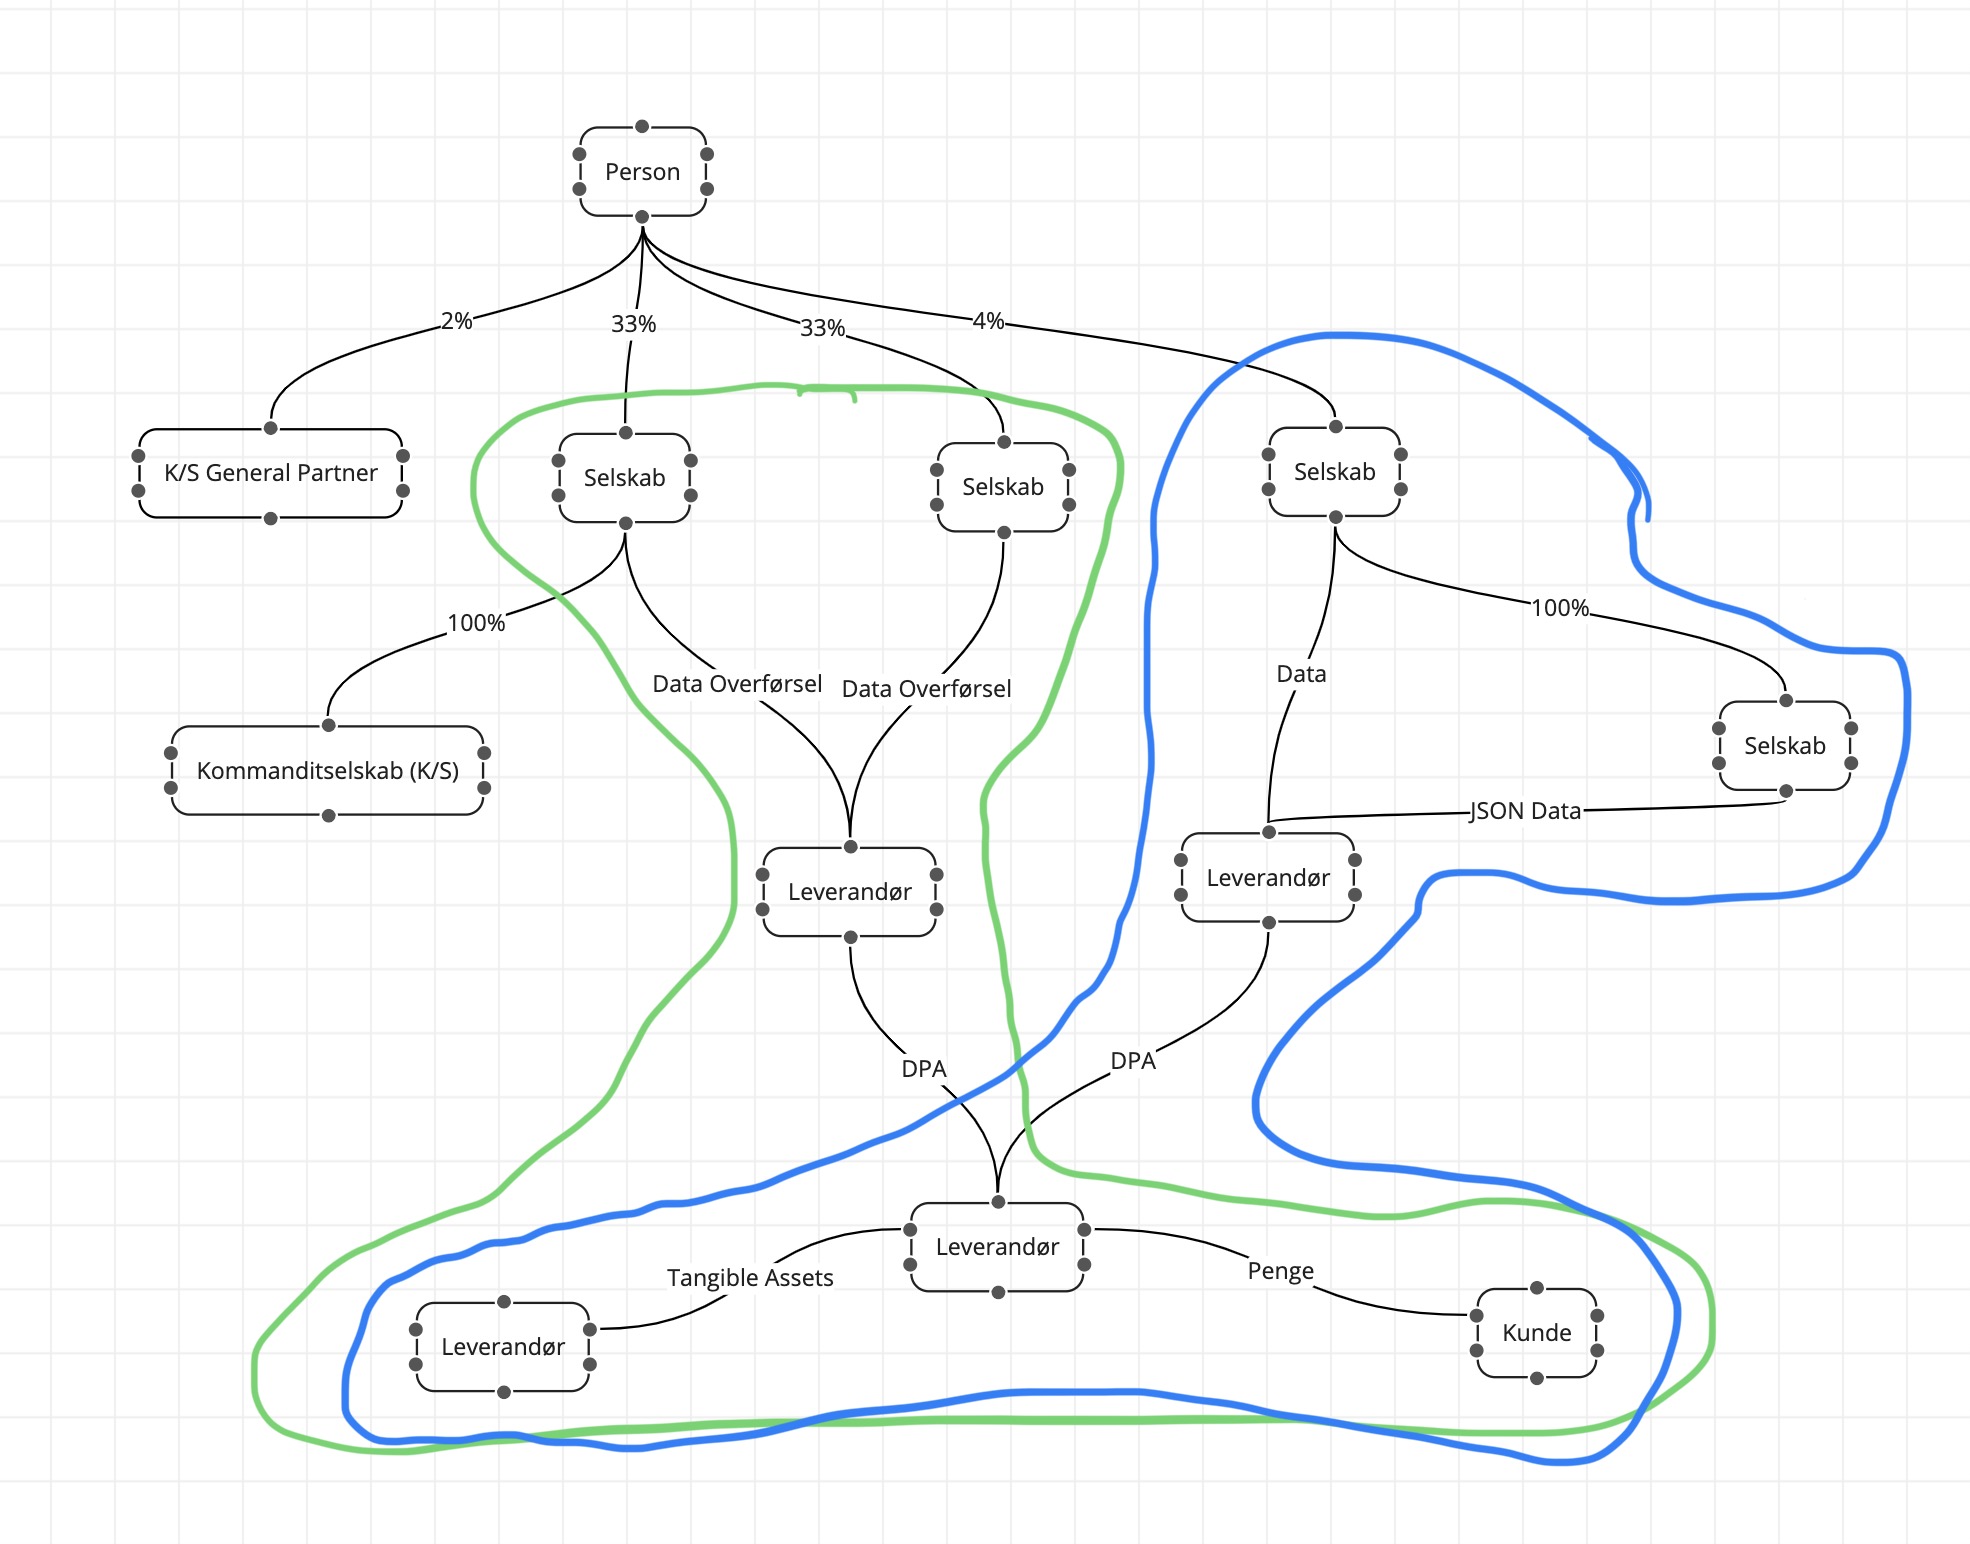 Person
2%
33%
33%
4%
K/S General Partner
Selskab
Selskab
Selskab
100%
100%
Data Overførsel
Data Overførsel
Data
Kommanditselskab (K/S)
Selskab
JSON Data
Leverandør
Leverandør
DPA
DPA
Leverandør
Tangible Assets
Penge
Leverandør
Kunde